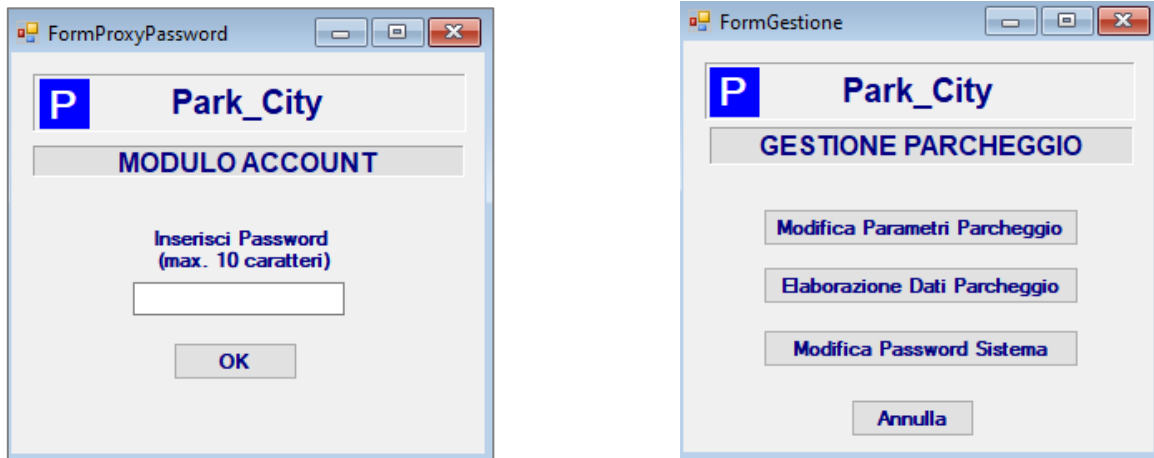 FormProxyPassword
P Park_City
MODULO ACCOUNT
Inserisci Password
(max. 10 caratteri)
OK
FormGestione
P Park_City
GESTIONE PARCHEGGIO
Modifica Parametri Parcheggio
Elaborazione Dati Parcheggio
Modifica Password Sistema
Annulla